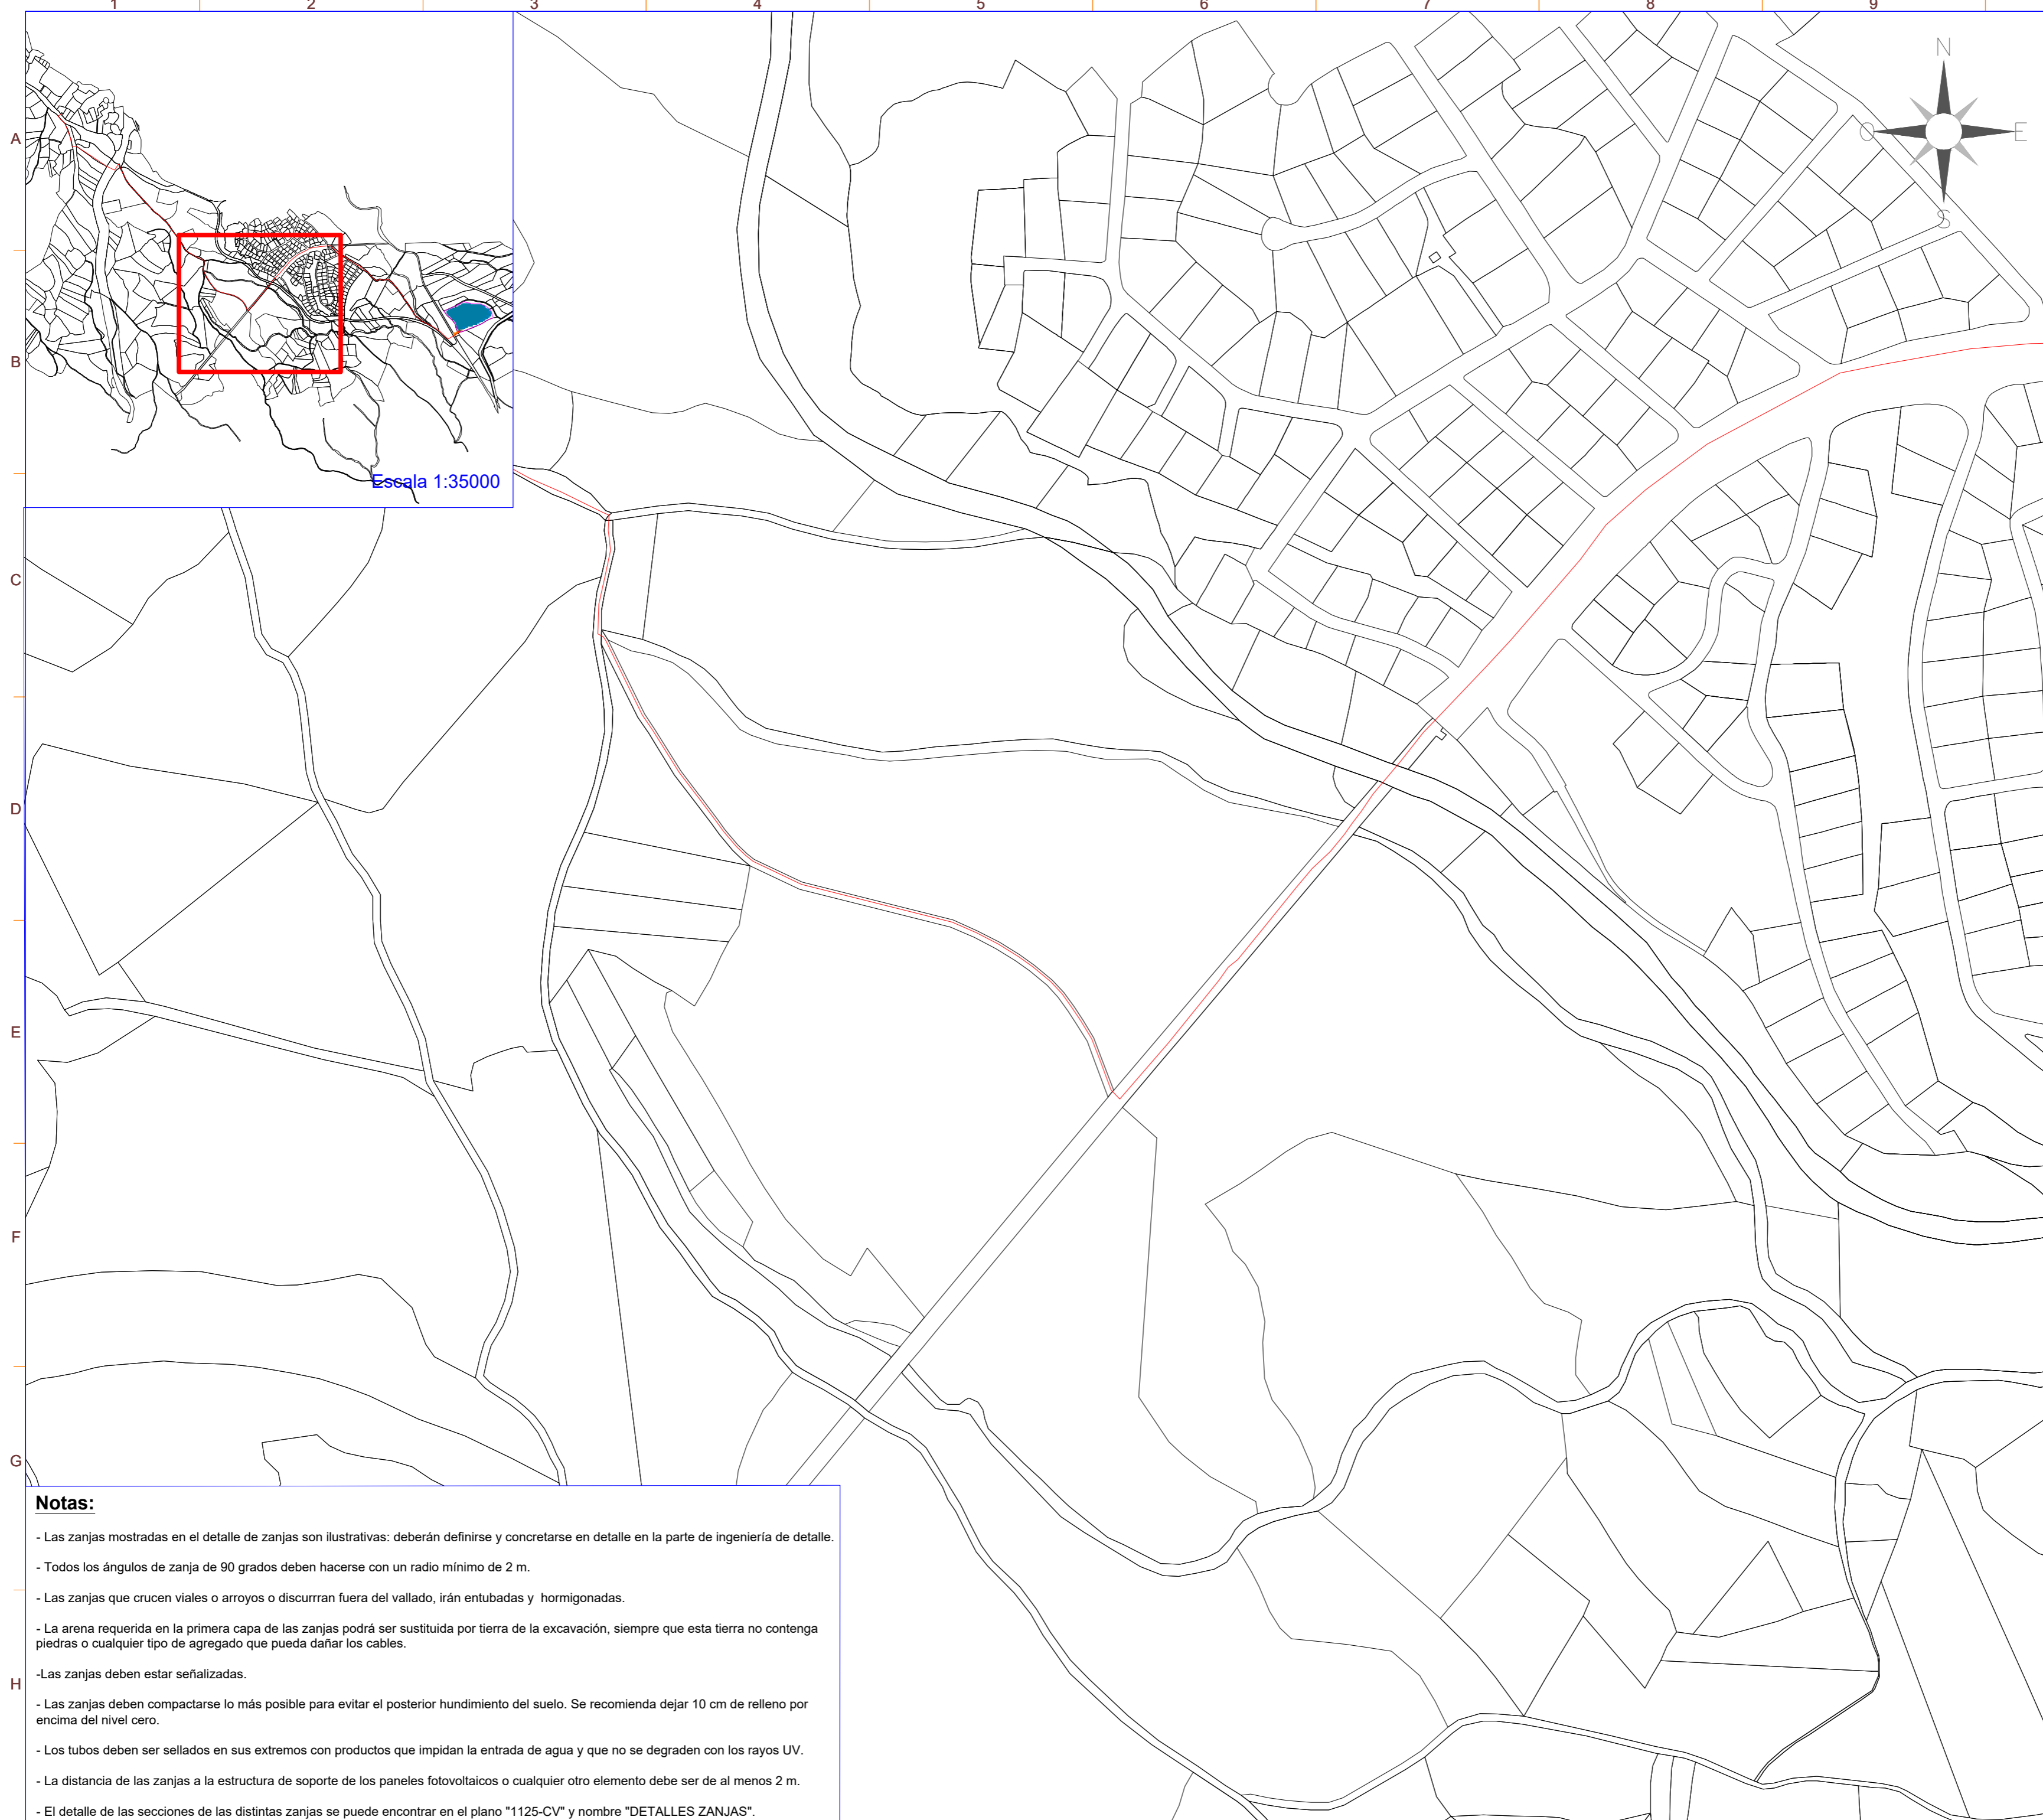 1 2 3 4 5 6 7 8 9
N
A
O E
S
B
Escala 1:35000
C
D
E
F
G
Notas:
- Las zanjas mostradas en el detalle de zanjas son ilustrativas: deberán definirse y concretarse en detalle en la parte de ingeniería de detalle.
- Todos los ángulos de zanja de 90 grados deben hacerse con un radio mínimo de 2 m.
- Las zanjas que crucen viales o arroyos o discurrran fuera del vallado, irán entubadas y hormigonadas.
- La arena requerida en la primera capa de las zanjas podrá ser sustituida por tierra de la excavación, siempre que esta tierra no contenga
piedras o cualquier tipo de agregado que pueda dañar los cables.
-Las zanjas deben estar señalizadas.
H
- Las zanjas deben compactarse lo más posible para evitar el posterior hundimiento del suelo. Se recomienda dejar 10 cm de relleno por
encima del nivel cero.
- Los tubos deben ser sellados en sus extremos con productos que impidan la entrada de agua y que no se degraden con los rayos UV.
- La distancia de las zanjas a la estructura de soporte de los paneles fotovoltaicos o cualquier otro elemento debe ser de al menos 2 m.
- El detalle de las secciones de las distintas zanjas se puede encontrar en el plano "1125-CV" y nombre "DETALLES ZANJAS".